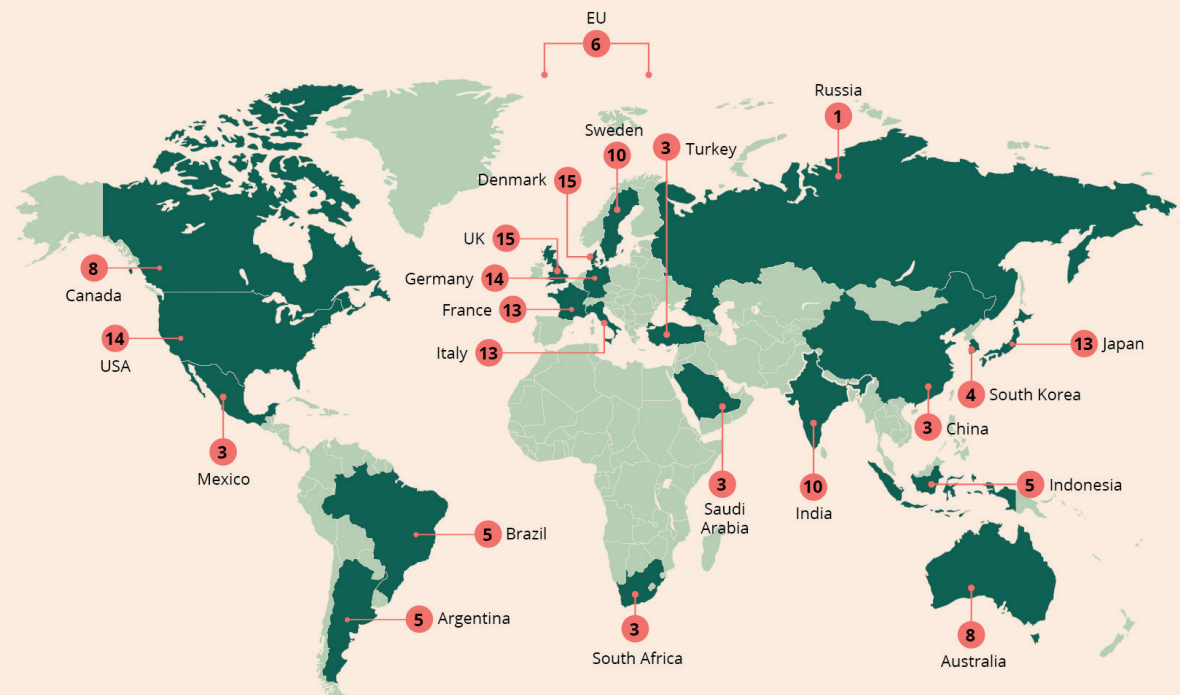 EU
6
Russia
1
Sweden
10
3 Turkey
Denmark 15
UK 15
Germany 14
France 13
Italy 13
8
Canada
14
USA
3
Mexico
13 Japan
4 South Korea
3 China
5 Indonesia
10
India
3
Saudi
Arabia
5 Brazil
5 Argentina
3
South Africa
8
Australia